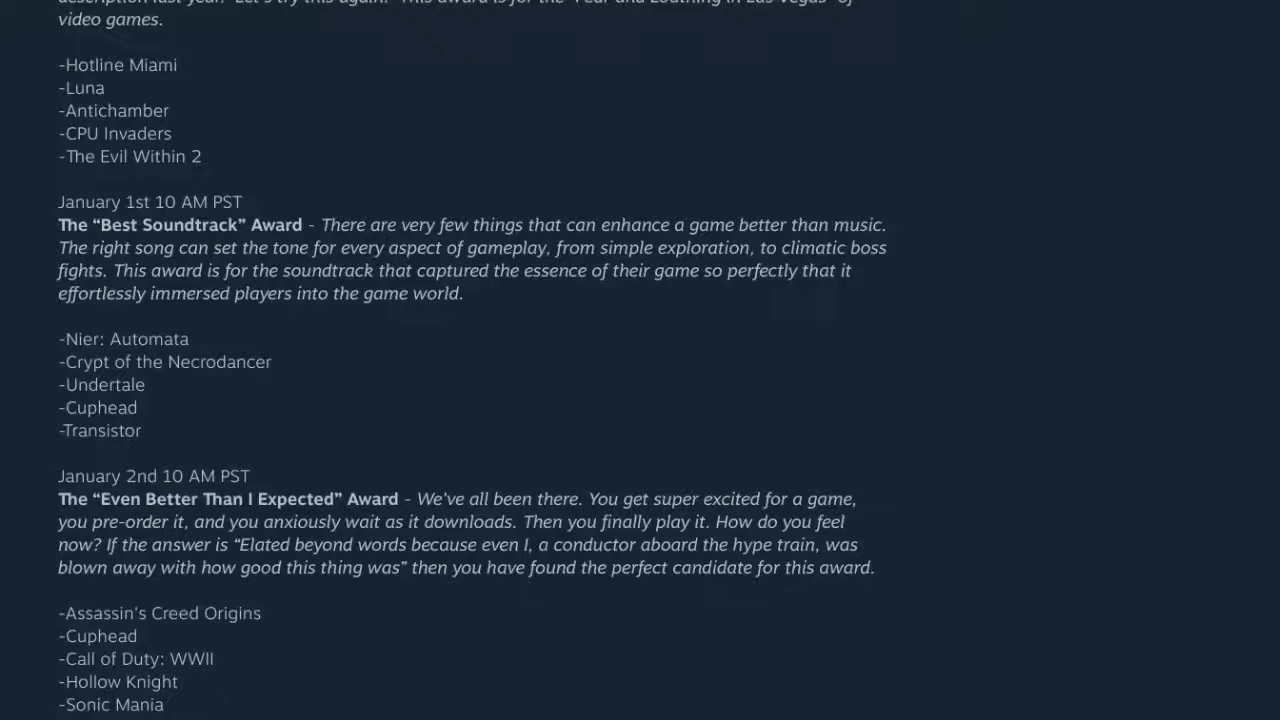 video games.
-Hotline Miami
-Luna
-Antichamber
-CPU Invaders
-The Evil Within 2
January 1st 10 AM PST
The “Best Soundtrack” Award - There are very few things that can enhance a game better than music.
The right song can set the tone for every aspect of gameplay, from simple exploration, to climatic boss
fights. This award is for the soundtrack that captured the essence of their game so perfectly that it
effortlessly immersed players into the game world.
-Nier: Automata
-Crypt of the Necrodancer
-Undertale
-Cuphead
-Transistor
January 2nd 10 AM PST
The “Even Better Than I Expected” Award - We’ve all been there. You get super excited for a game,
you pre-order it, and you anxiously wait as it downloads. Then you finally play it. How do you feel
now? If the answer is “Elated beyond words because even I, a conductor aboard the hype train, was
blown away with how good this thing was” then you have found the perfect candidate for this award.
-Assassin's Creed Origins
-Cuphead
-Call of Duty: WWII
-Hollow Knight
-Sonic Mania